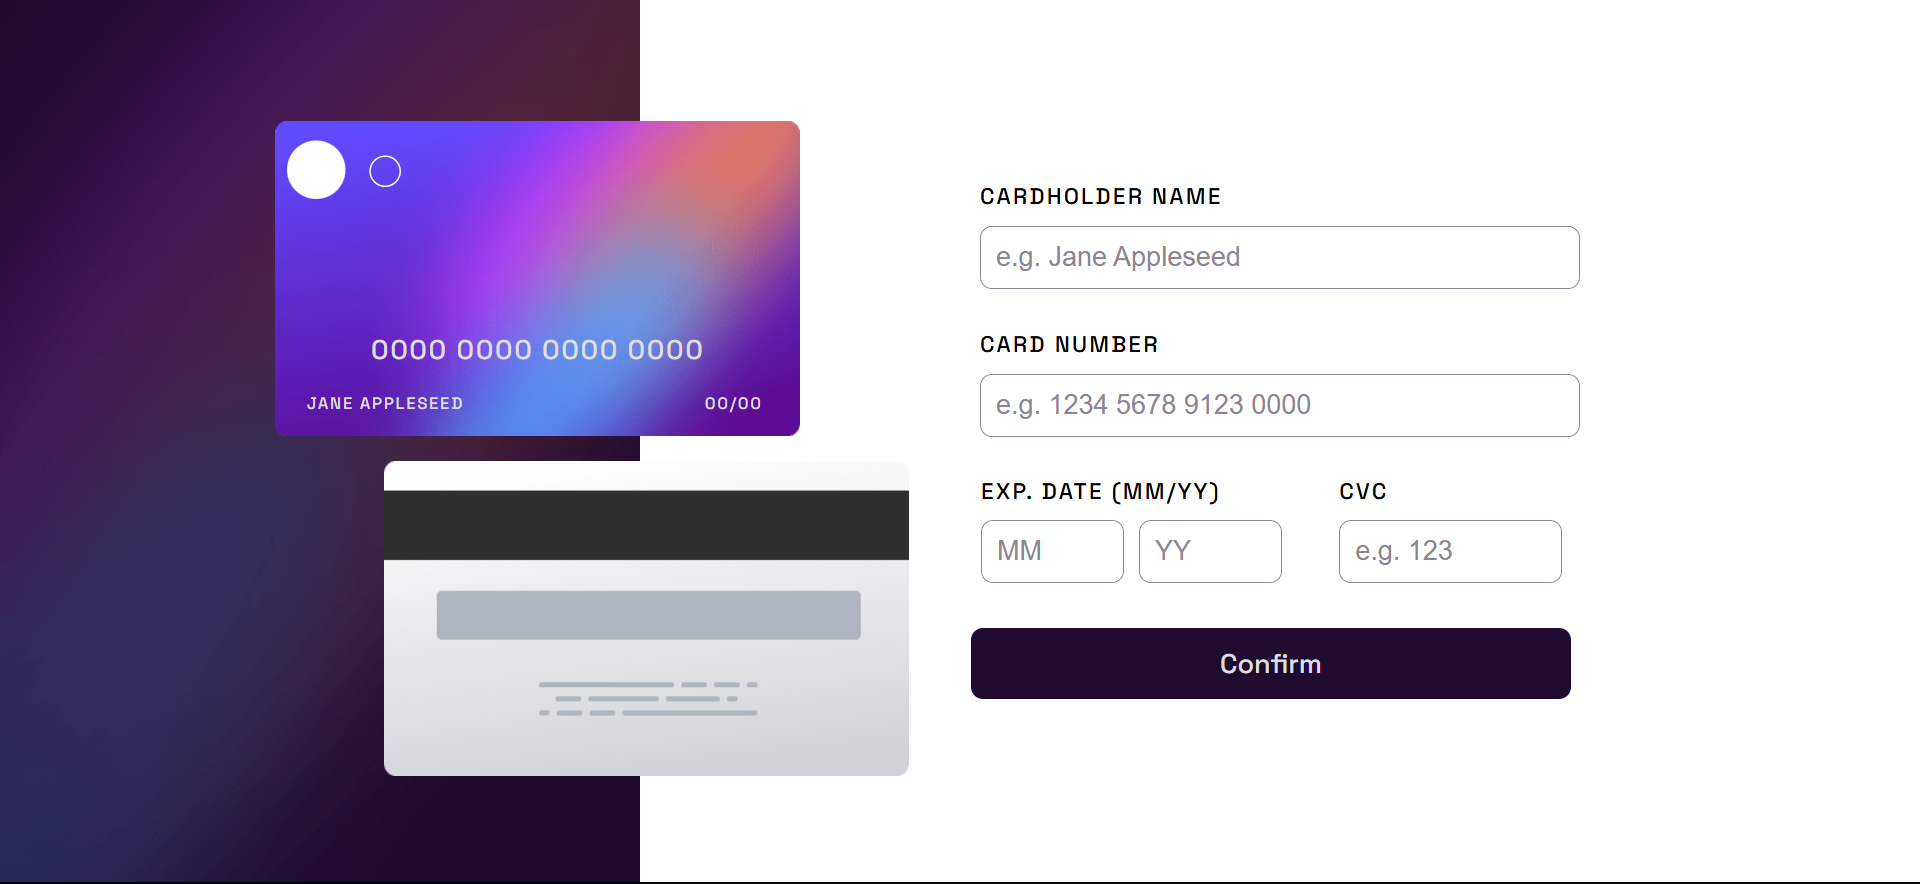 0000 0000 0000 0000
JANE APPLESEED 00/00
CARDHOLDER NAME
e.g. Jane Appleseed
CARD NUMBER
e.g. 1234 5678 9123 0000
EXP. DATE (MM/YY) CVC
MM YY e.g. 123
Confirm